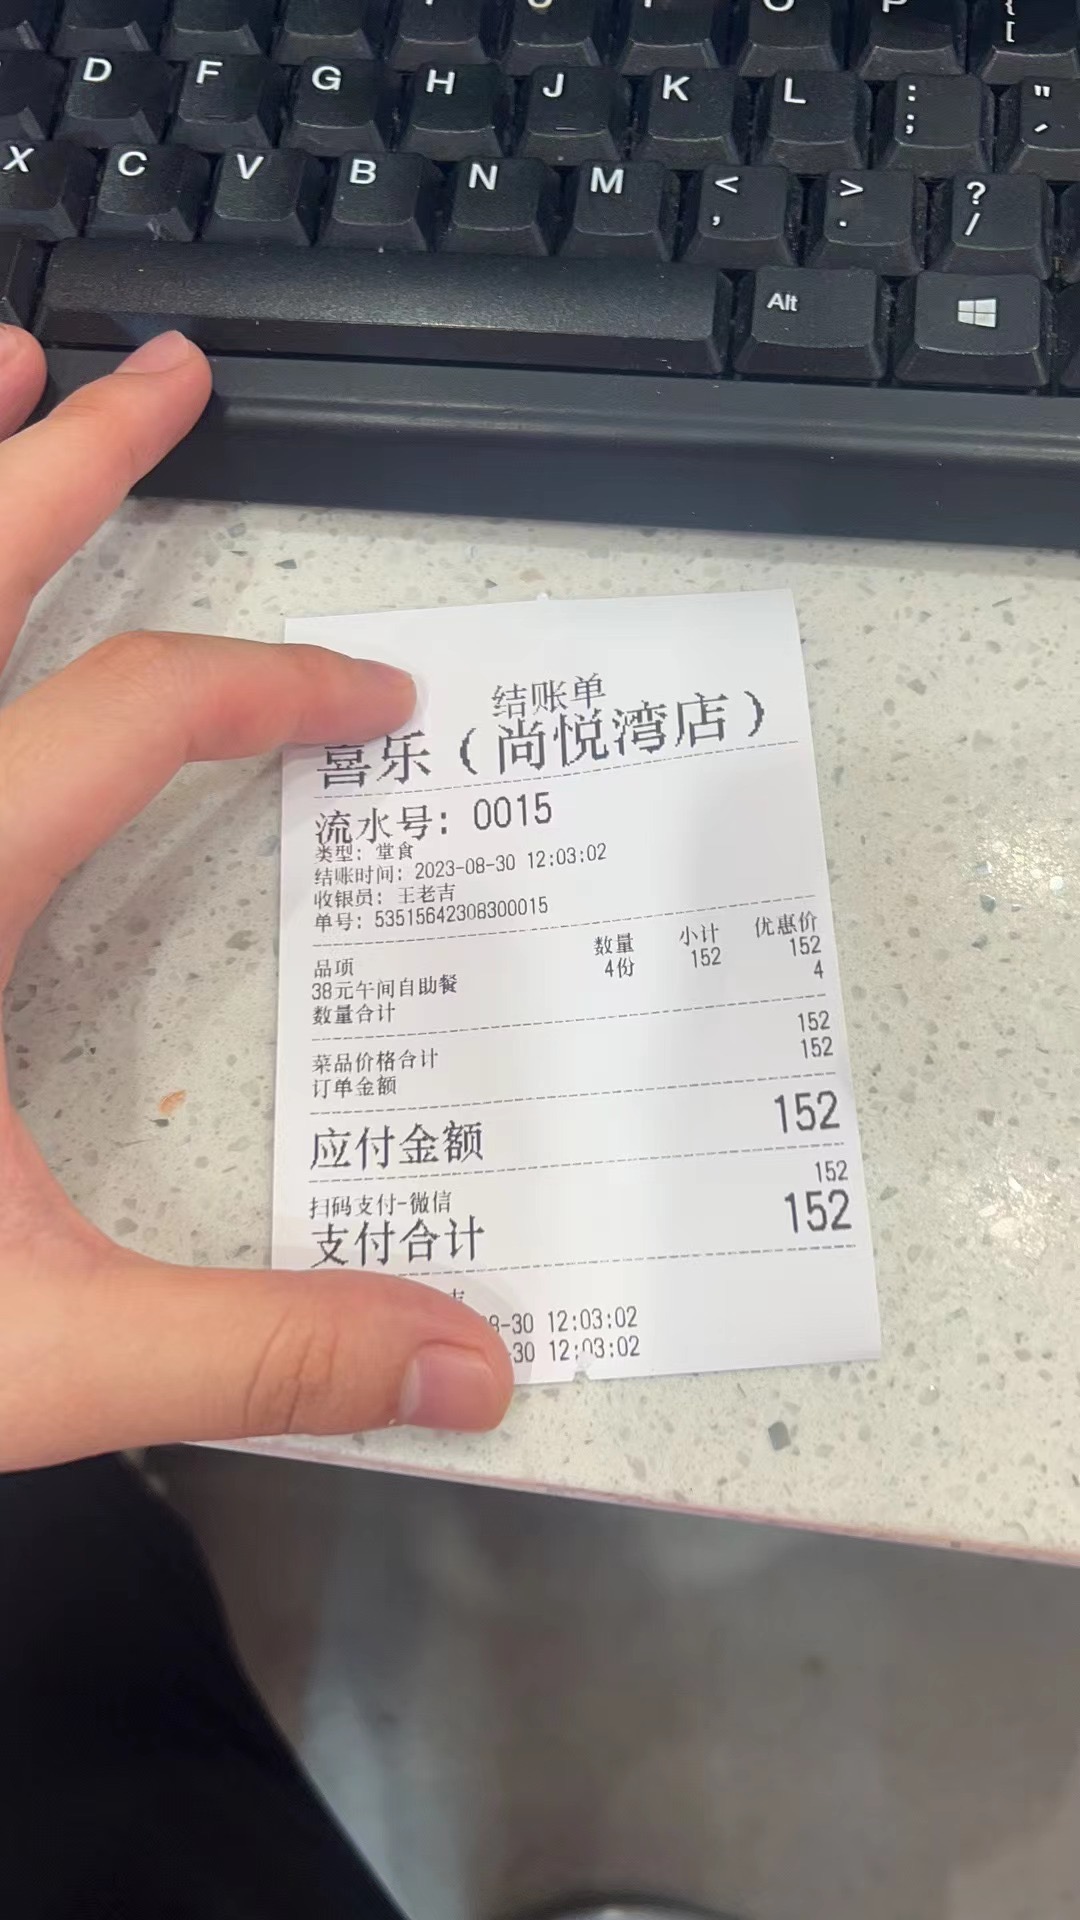 {
[
D F G H J K L : ; " '
X C V B N M < , > . ? /
Alt
结账单
喜乐（尚悦湾店）
流水号：0015
类型：堂食
结账时间：2023-08-30 12:03:02
收银员：王老吉
单号：53515642308300015
品项 数量 小计 优惠价
38元午间自助餐 4份 152 152
数量合计 4
菜品价格合计 152
订单金额 152
应付金额 152
扫码支付-微信 152
支付合计 152
吉
8-30 12:03:02
-30 12:03:02